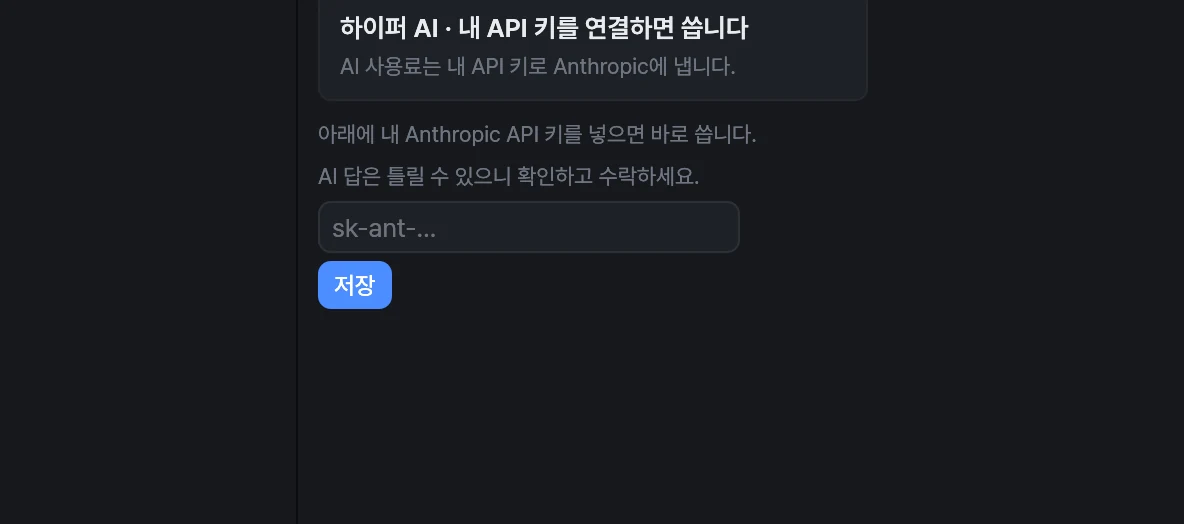 하이퍼 AI · 내 API 키를 연결하면 씁니다
AI 사용료는 내 API 키로 Anthropic에 냅니다.
아래에 내 Anthropic API 키를 넣으면 바로 씁니다.
AI 답은 틀릴 수 있으니 확인하고 수락하세요.
sk-ant-...
저장